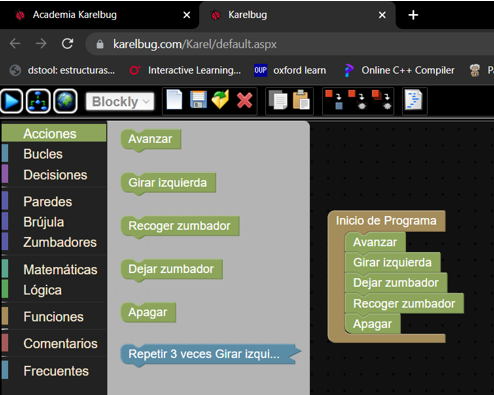 Academia Karelbug
Karelbug
karelbug.com/Karel/default.aspx
dstool: estructuras...
Interactive Learning...
OUP oxford learn
Online C++ Compiler
Blockly
Acciones
Bucles
Decisiones
Paredes
Brújula
Zumbadores
Matemáticas
Lógica
Funciones
Comentarios
Frecuentes
Avanzar
Girar izquierda
Recoger zumbador
Dejar zumbador
Apagar
Repetir 3 veces Girar izqui...
Inicio de Programa
Avanzar
Girar izquierda
Dejar zumbador
Recoger zumbador
Apagar